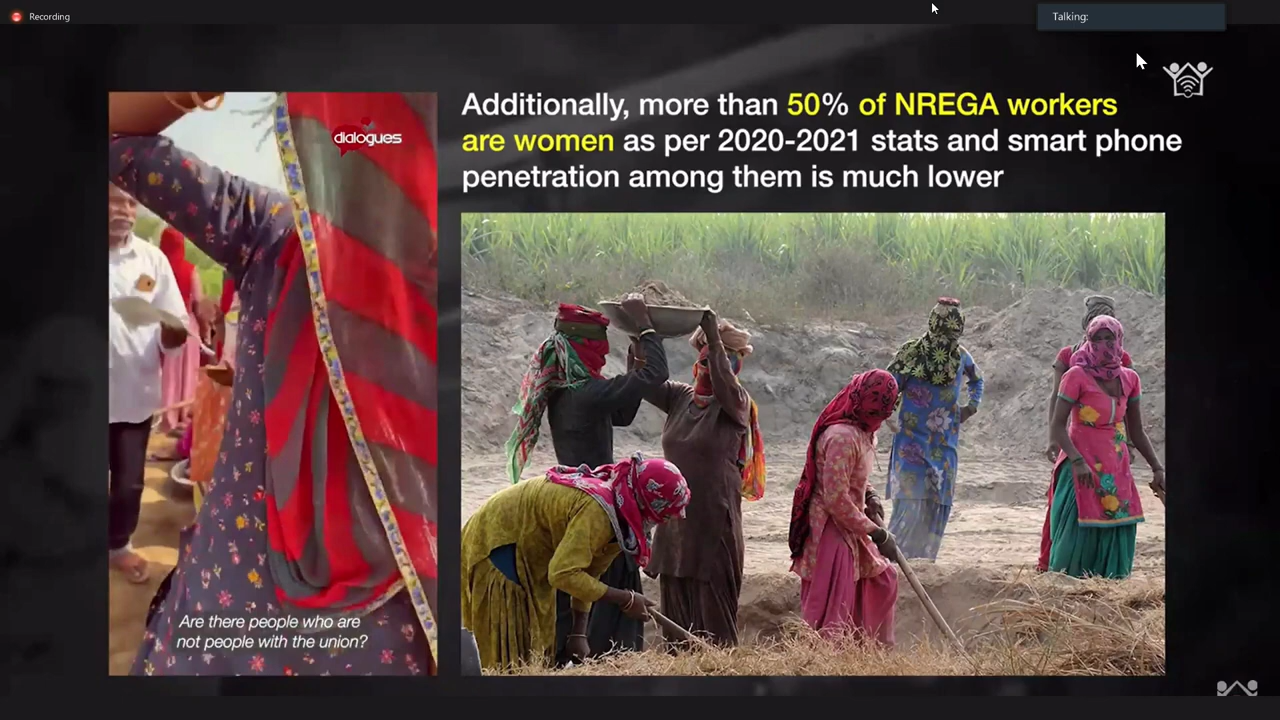 Recording
Talking:
dialogues
Additionally, more than 50% of NREGA workers
are women as per 2020-2021 stats and smart phone
penetration among them is much lower
Are there people who are
not people with the union?